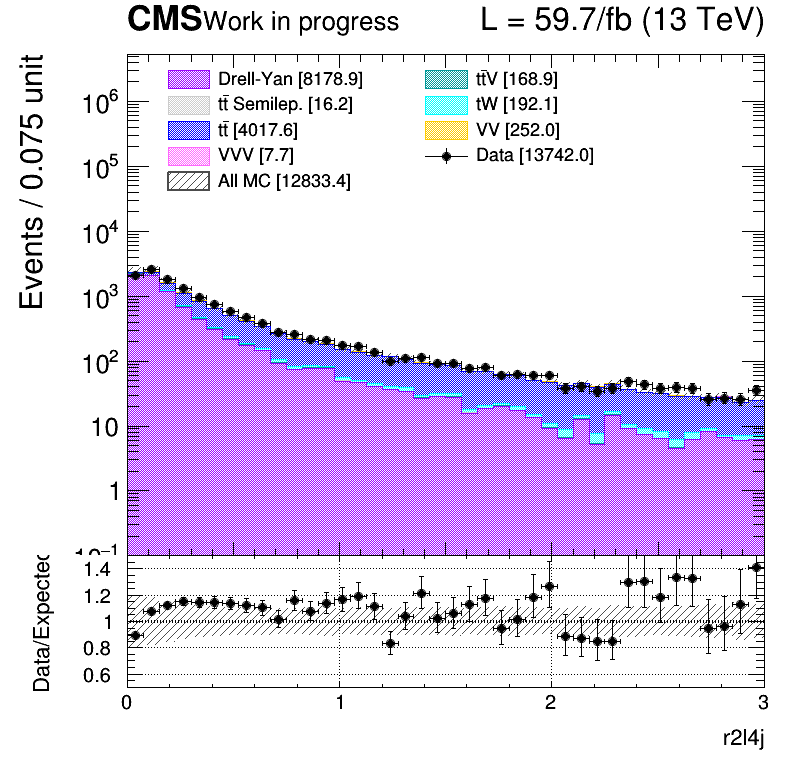 CMS Work in progress L = 59.7/fb (13 TeV)
Events / 0.075 unit
Drell-Yan [8178.9]
tt̄ Semilep. [16.2]
tt̄ [4017.6]
VVV [7.7]
All MC [12833.4]
tt̄V [168.9]
tW [192.1]
VV [252.0]
Data [13742.0]
10⁶
10⁵
10⁴
10³
10²
10
1
10⁻¹
Data/Expected
1.4
1.2
1
0.8
0.6
0 1 2 3
r2l4j